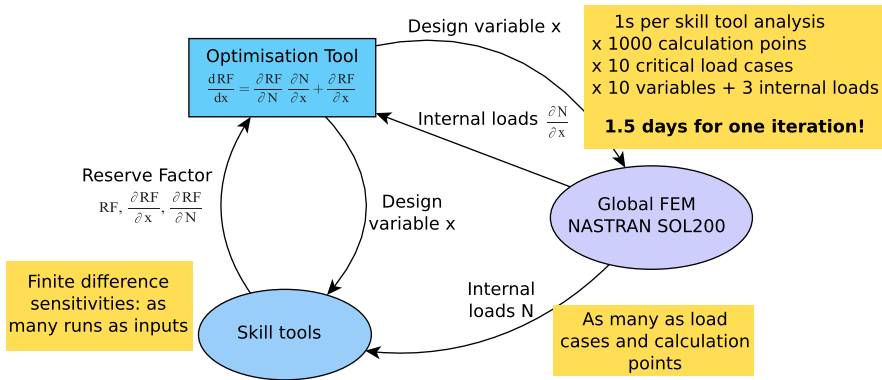 Design variable x
1s per skill tool analysis
x 1000 calculation poins
x 10 critical load cases
x 10 variables + 3 internal loads
1.5 days for one iteration!
Optimisation Tool
dRF/dx = ∂RF/∂N ∂N/∂x + ∂RF/∂x
Internal loads ∂N/∂x
Reserve Factor
RF, ∂RF/∂x, ∂RF/∂N
Design
variable x
Global FEM
NASTRAN SOL200
Finite difference
sensitivities: as
many runs as inputs
Skill tools
Internal
loads N
As many as load
cases and calculation
points